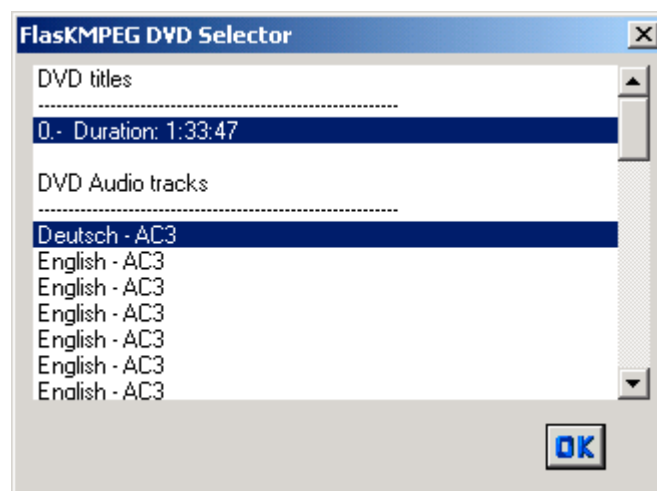 FlasKMPEG DVD Selector
DVD titles
------------------------------------------------------------
0.- Duration: 1:33:47
DVD Audio tracks
------------------------------------------------------------
Deutsch - AC3
English - AC3
English - AC3
English - AC3
English - AC3
English - AC3
English - AC3
OK